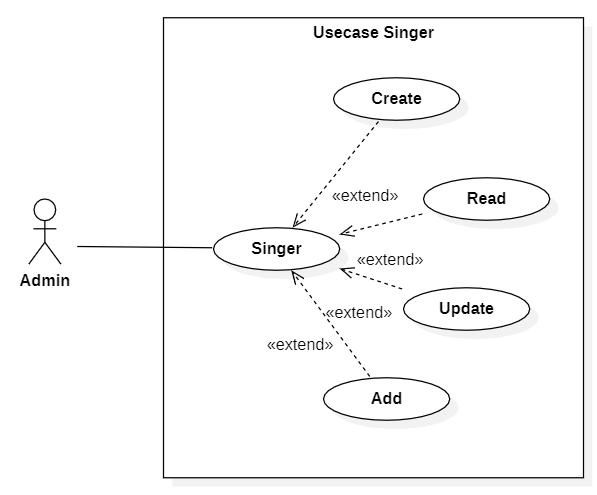 Usecase Singer
Create
«extend»
Read
Singer
«extend»
Admin
Update
«extend»
«extend»
Add